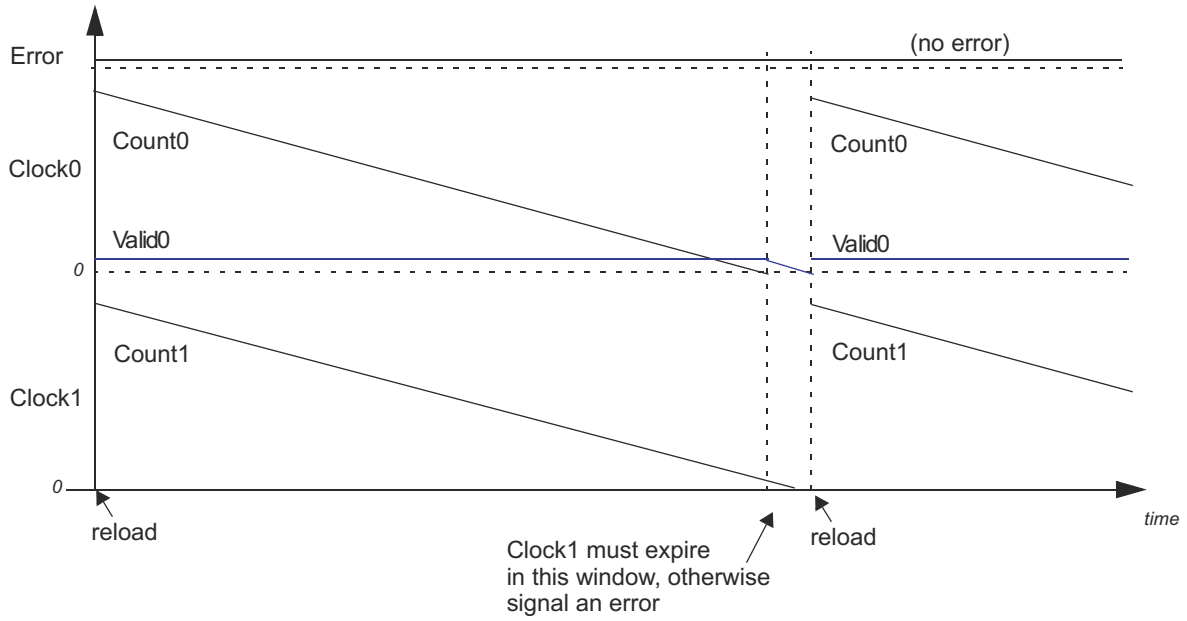 (no error)
Error
Count0
Count0
Clock0
Valid0
Valid0
0
Count1
Count1
Clock1
0
time
reload
reload
Clock1 must expire
in this window, otherwise
signal an error